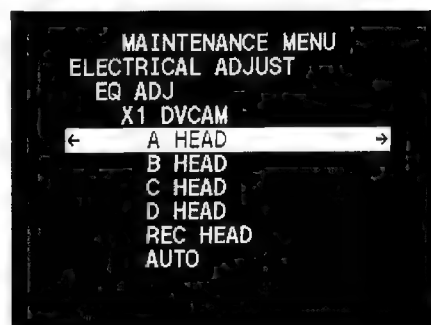 MAINTENANCE MENU
ELECTRICAL ADJUST
EQ ADJ
X1 DVCAM
← A HEAD →
B HEAD
C HEAD
D HEAD
REC HEAD
AUTO